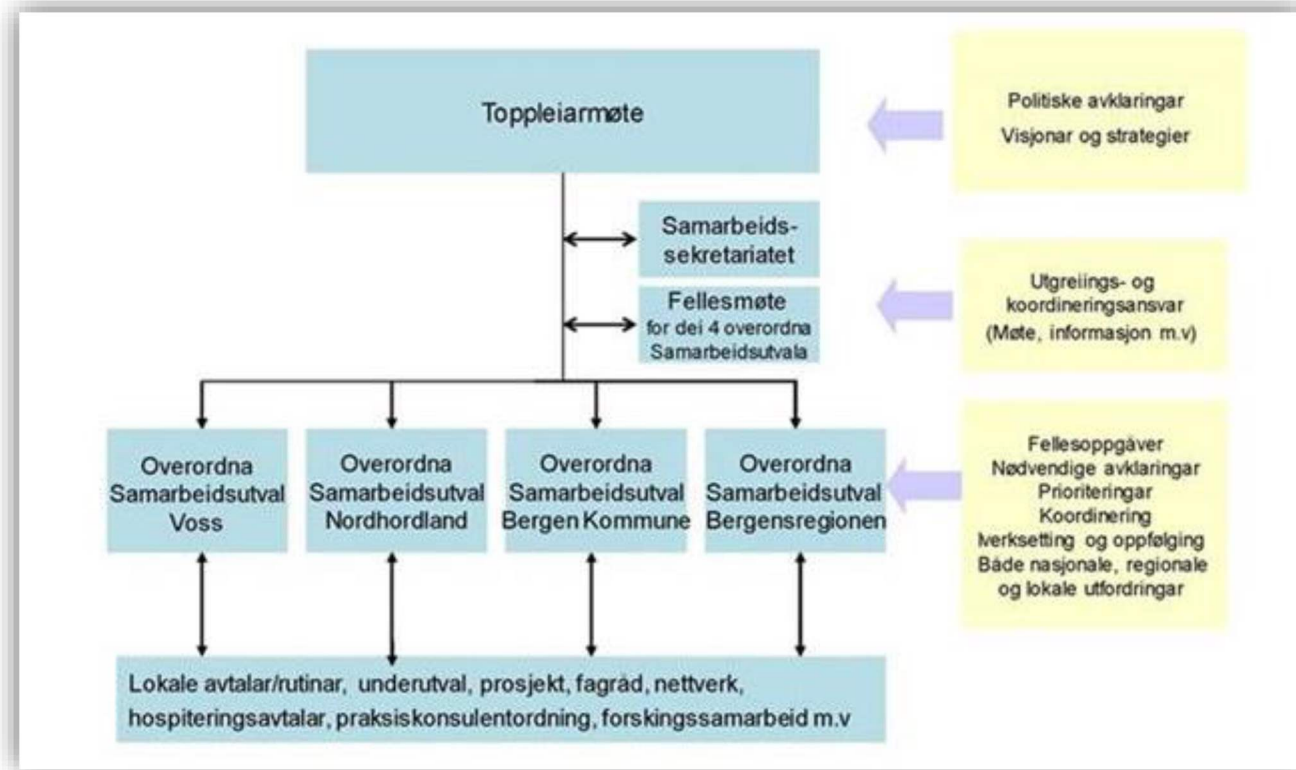 Toppleiarmøte
Politiske avklaringar
Visjonar og strategier
Samarbeids-
sekretariatet
Fellesmøte
for dei 4 overordna
Samarbeidsutvala
Utgreiings- og
koordineringsansvar
(Møte, informasjon m.v)
Overordna
Samarbeidsutval
Voss
Overordna
Samarbeidsutval
Nordhordland
Overordna
Samarbeidsutval
Bergen Kommune
Overordna
Samarbeidsutval
Bergensregionen
Fellesoppgåver
Nødvendige avklaringar
Prioriteringar
Koordinering
Iverksetting og oppfølging
Både nasjonale, regionale
og lokale utfordringar
Lokale avtalar/rutinar, underutval, prosjekt, fagråd, nettverk,
hospiteringsavtalar, praksiskonsulentordning, forskingssamarbeid m.v